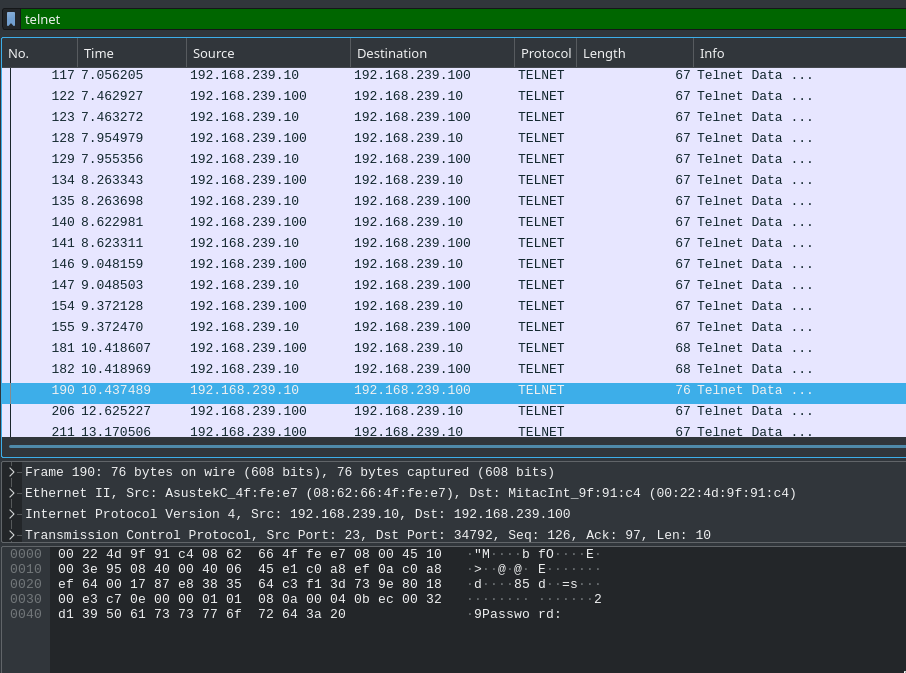 telnet
No. Time Source Destination Protocol Length Info
117 7.056205 192.168.239.10 192.168.239.100 TELNET 67 Telnet Data ...
122 7.462927 192.168.239.100 192.168.239.10 TELNET 67 Telnet Data ...
123 7.463272 192.168.239.10 192.168.239.100 TELNET 67 Telnet Data ...
128 7.954979 192.168.239.100 192.168.239.10 TELNET 67 Telnet Data ...
129 7.955356 192.168.239.10 192.168.239.100 TELNET 67 Telnet Data ...
134 8.263343 192.168.239.100 192.168.239.10 TELNET 67 Telnet Data ...
135 8.263698 192.168.239.10 192.168.239.100 TELNET 67 Telnet Data ...
140 8.622981 192.168.239.100 192.168.239.10 TELNET 67 Telnet Data ...
141 8.623311 192.168.239.10 192.168.239.100 TELNET 67 Telnet Data ...
146 9.048159 192.168.239.100 192.168.239.10 TELNET 67 Telnet Data ...
147 9.048503 192.168.239.10 192.168.239.100 TELNET 67 Telnet Data ...
154 9.372128 192.168.239.100 192.168.239.10 TELNET 67 Telnet Data ...
155 9.372470 192.168.239.10 192.168.239.100 TELNET 67 Telnet Data ...
181 10.418607 192.168.239.100 192.168.239.10 TELNET 68 Telnet Data ...
182 10.418969 192.168.239.10 192.168.239.100 TELNET 68 Telnet Data ...
190 10.437489 192.168.239.10 192.168.239.100 TELNET 76 Telnet Data ...
206 12.625227 192.168.239.100 192.168.239.10 TELNET 67 Telnet Data ...
211 13.170506 192.168.239.100 192.168.239.10 TELNET 67 Telnet Data ...
Frame 190: 76 bytes on wire (608 bits), 76 bytes captured (608 bits)
Ethernet II, Src: AsustekC_4f:fe:e7 (08:62:66:4f:fe:e7), Dst: MitacInt_9f:91:c4 (00:22:4d:9f:91:c4)
Internet Protocol Version 4, Src: 192.168.239.10, Dst: 192.168.239.100
Transmission Control Protocol, Src Port: 23, Dst Port: 34792, Seq: 126, Ack: 97, Len: 10
0000 00 22 4d 9f 91 c4 08 62 66 4f fe e7 08 00 45 10 ·"M····b fO····E·
0010 00 3e 95 08 40 00 40 06 45 e1 c0 a8 ef 0a c0 a8 ·>··@·@· E·······
0020 ef 64 00 17 87 e8 38 35 64 c3 f1 3d 73 9e 80 18 ·d····85 d··=s···
0030 00 e3 c7 0e 00 00 01 01 08 0a 00 04 0b ec 00 32 ········ ·······2
0040 d1 39 50 61 73 73 77 6f 72 64 3a 20 ·9Passwo rd: